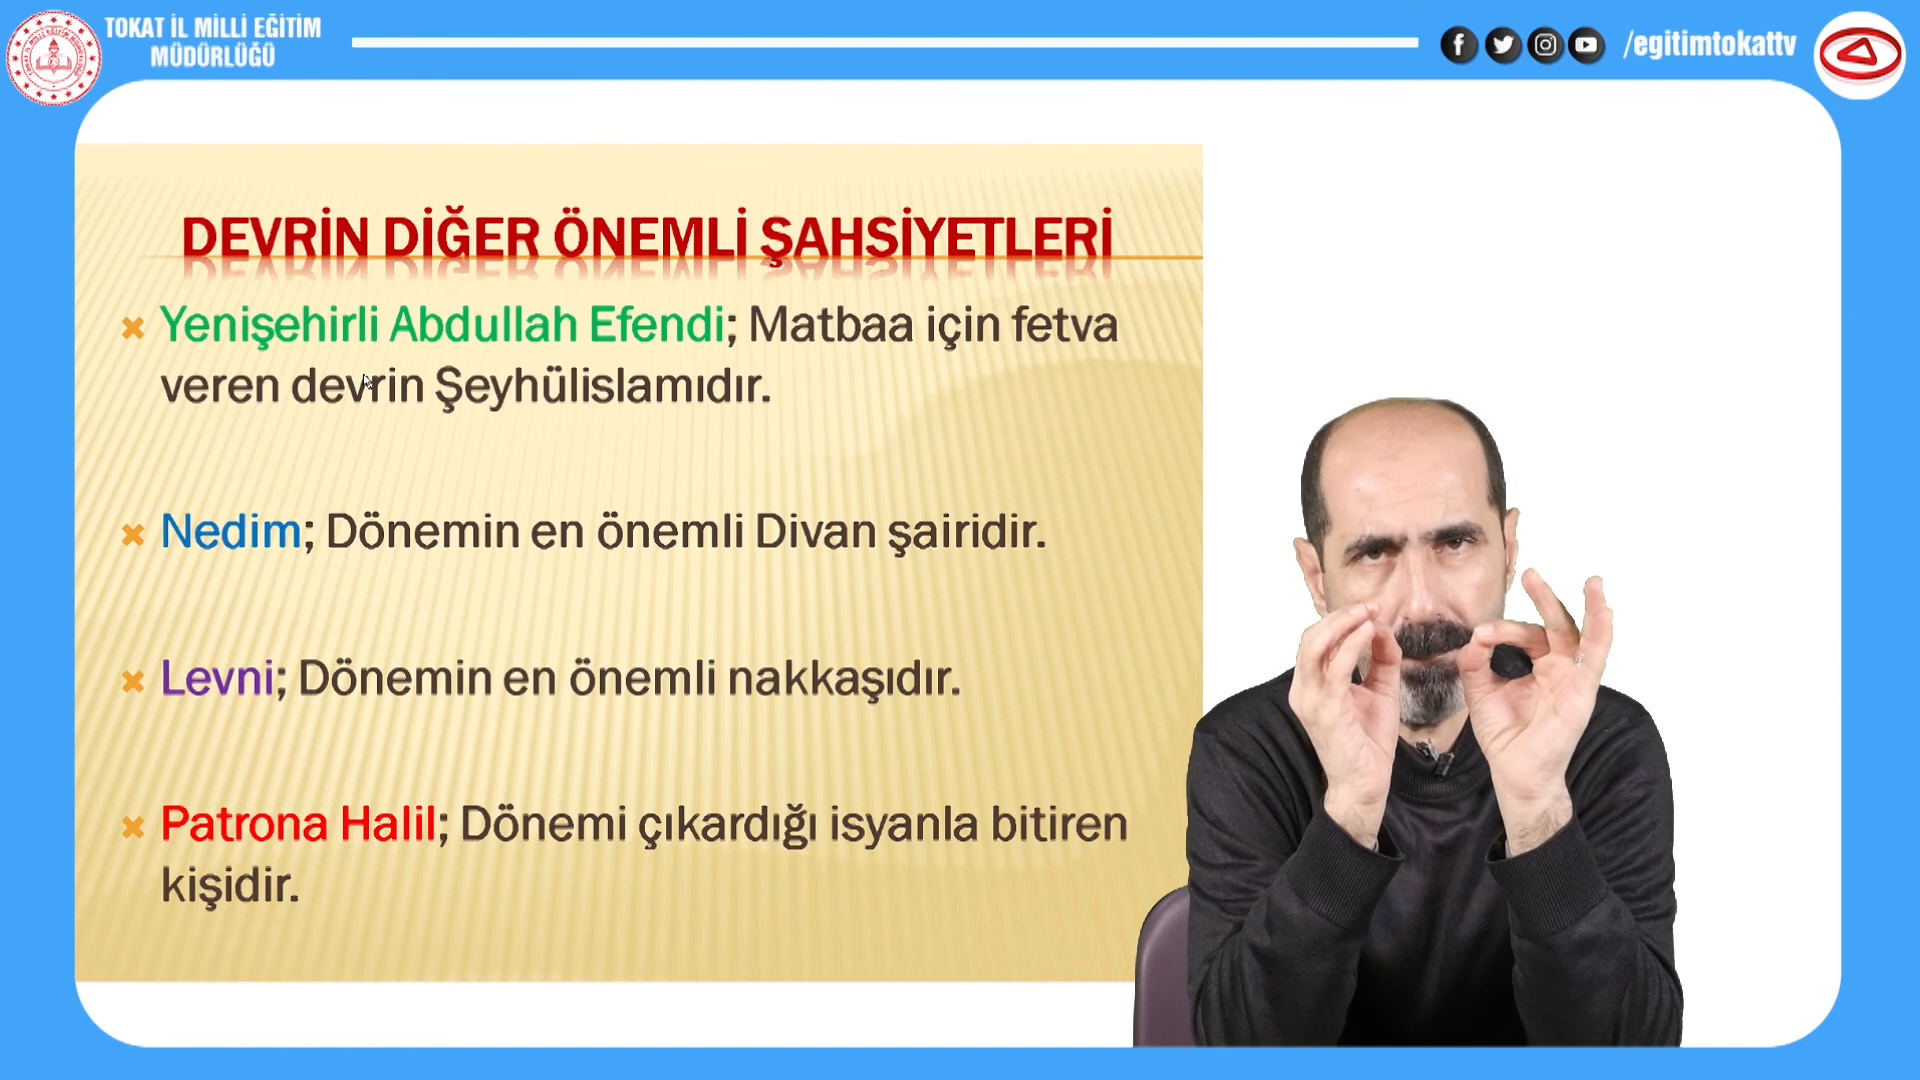 TOKAT İL MİLLİ EĞİTİM
MÜDÜRLÜĞÜ
/egitimtokattv
DEVRİN DİĞER ÖNEMLİ ŞAHSİYETLERİ
Yenişehirli Abdullah Efendi; Matbaa için fetva
veren devrin Şeyhülislamıdır.
Nedim; Dönemin en önemli Divan şairidir.
Levni; Dönemin en önemli nakkaşıdır.
Patrona Halil; Dönemi çıkardığı isyanla bitiren
kişidir.